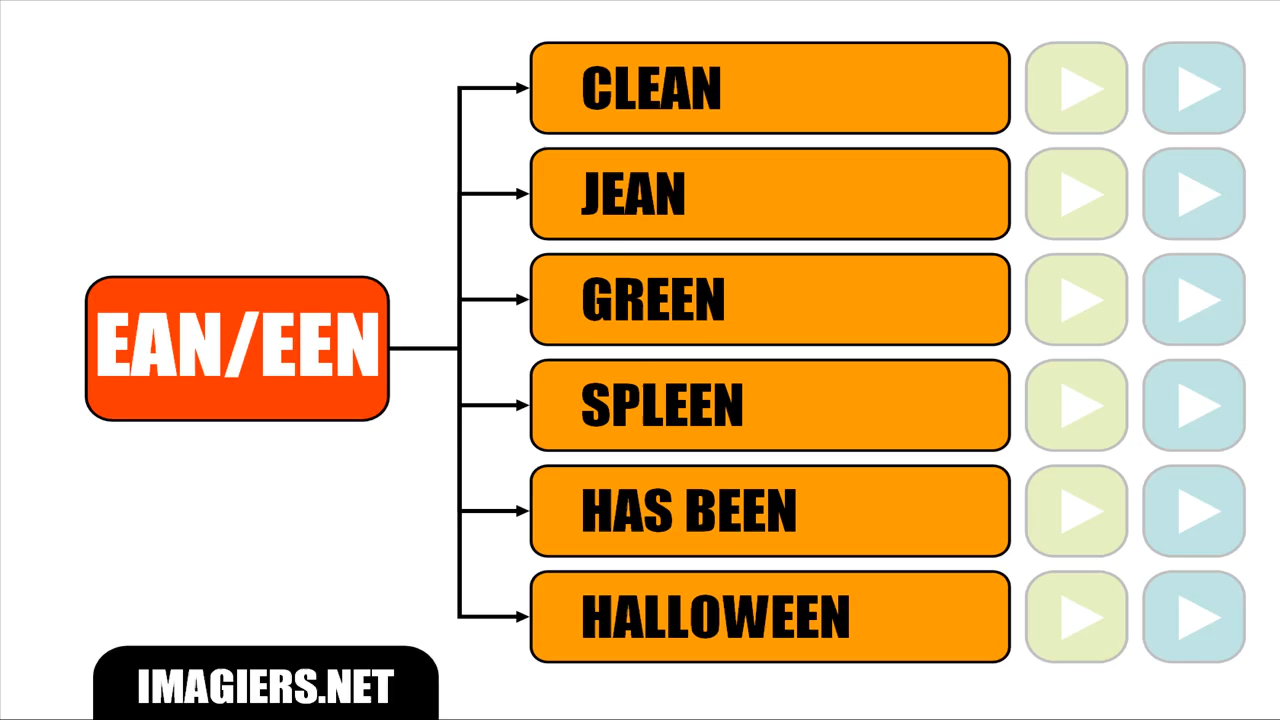 CLEAN
JEAN
GREEN
EAN/EEN
SPLEEN
HAS BEEN
HALLOWEEN
IMAGIERS.NET